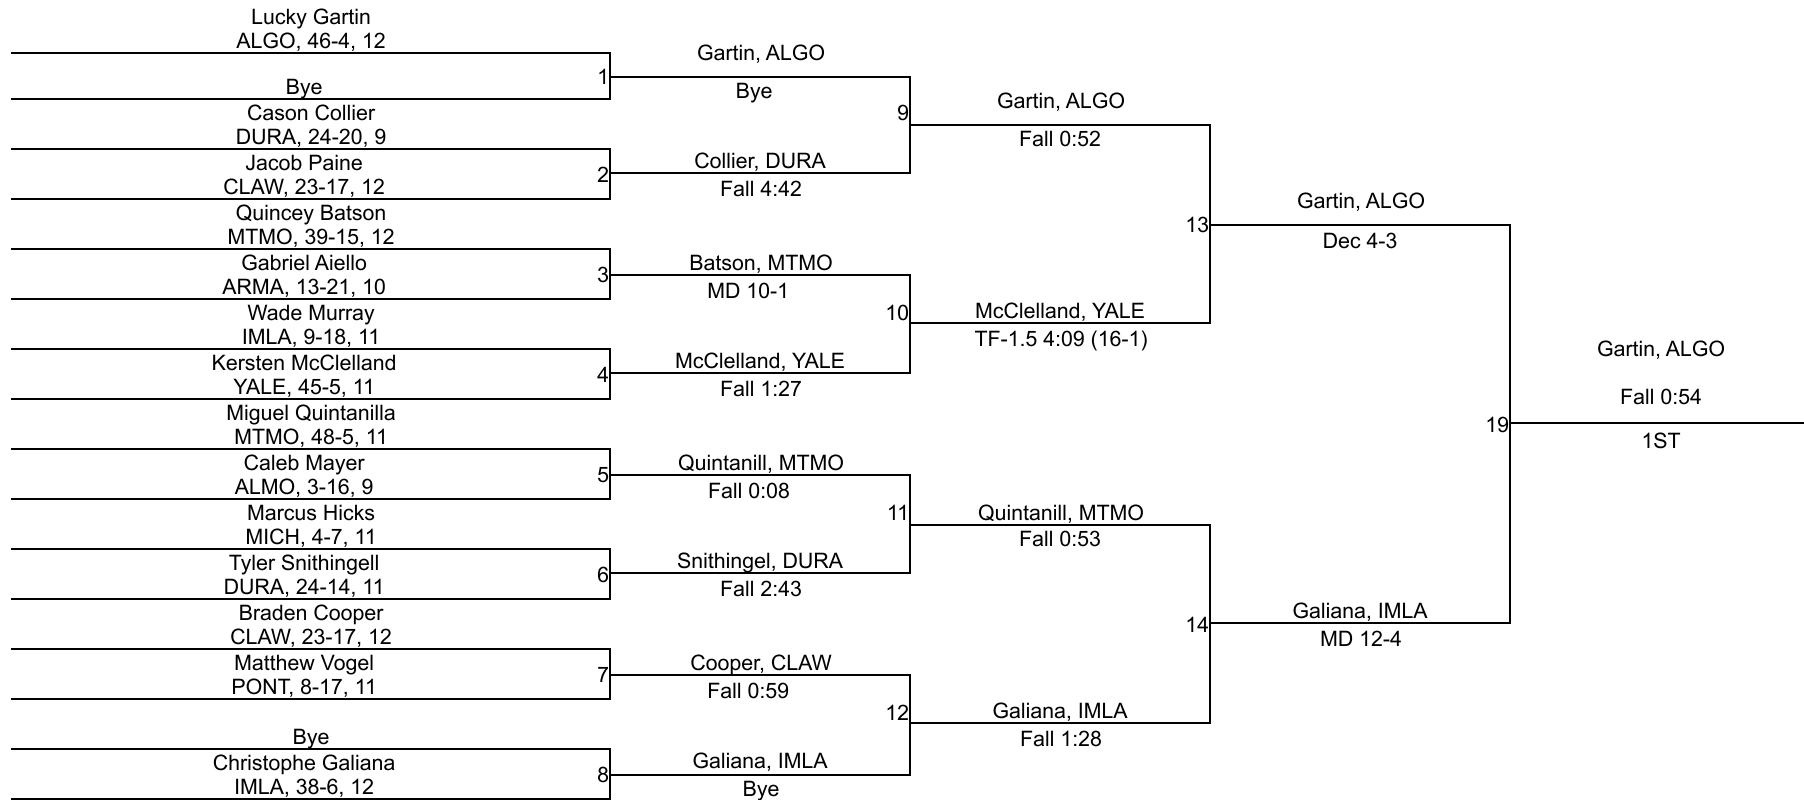 Lucky Gartin
ALGO, 46-4, 12
Bye
1
Cason Collier
DURA, 24-20, 9
Jacob Paine
CLAW, 23-17, 12
2
Quincey Batson
MTMO, 39-15, 12
Gabriel Aiello
ARMA, 13-21, 10
3
Wade Murray
IMLA, 9-18, 11
Kersten McClelland
YALE, 45-5, 11
4
Miguel Quintanilla
MTMO, 48-5, 11
Caleb Mayer
ALMO, 3-16, 9
5
Marcus Hicks
MICH, 4-7, 11
Tyler Snithingell
DURA, 24-14, 11
6
Braden Cooper
CLAW, 23-17, 12
Matthew Vogel
PONT, 8-17, 11
7
Bye
Christophe Galiana
IMLA, 38-6, 12
8
Gartin, ALGO
Bye
9
Collier, DURA
Fall 4:42
Batson, MTMO
MD 10-1
10
McClelland, YALE
Fall 1:27
Quintanill, MTMO
Fall 0:08
11
Snithingel, DURA
Fall 2:43
Cooper, CLAW
Fall 0:59
12
Galiana, IMLA
Bye
Gartin, ALGO
Fall 0:52
13
McClelland, YALE
TF-1.5 4:09 (16-1)
Quintanill, MTMO
Fall 0:53
14
Galiana, IMLA
Fall 1:28
Gartin, ALGO
Dec 4-3
19
Galiana, IMLA
MD 12-4
Gartin, ALGO
Fall 0:54
1ST